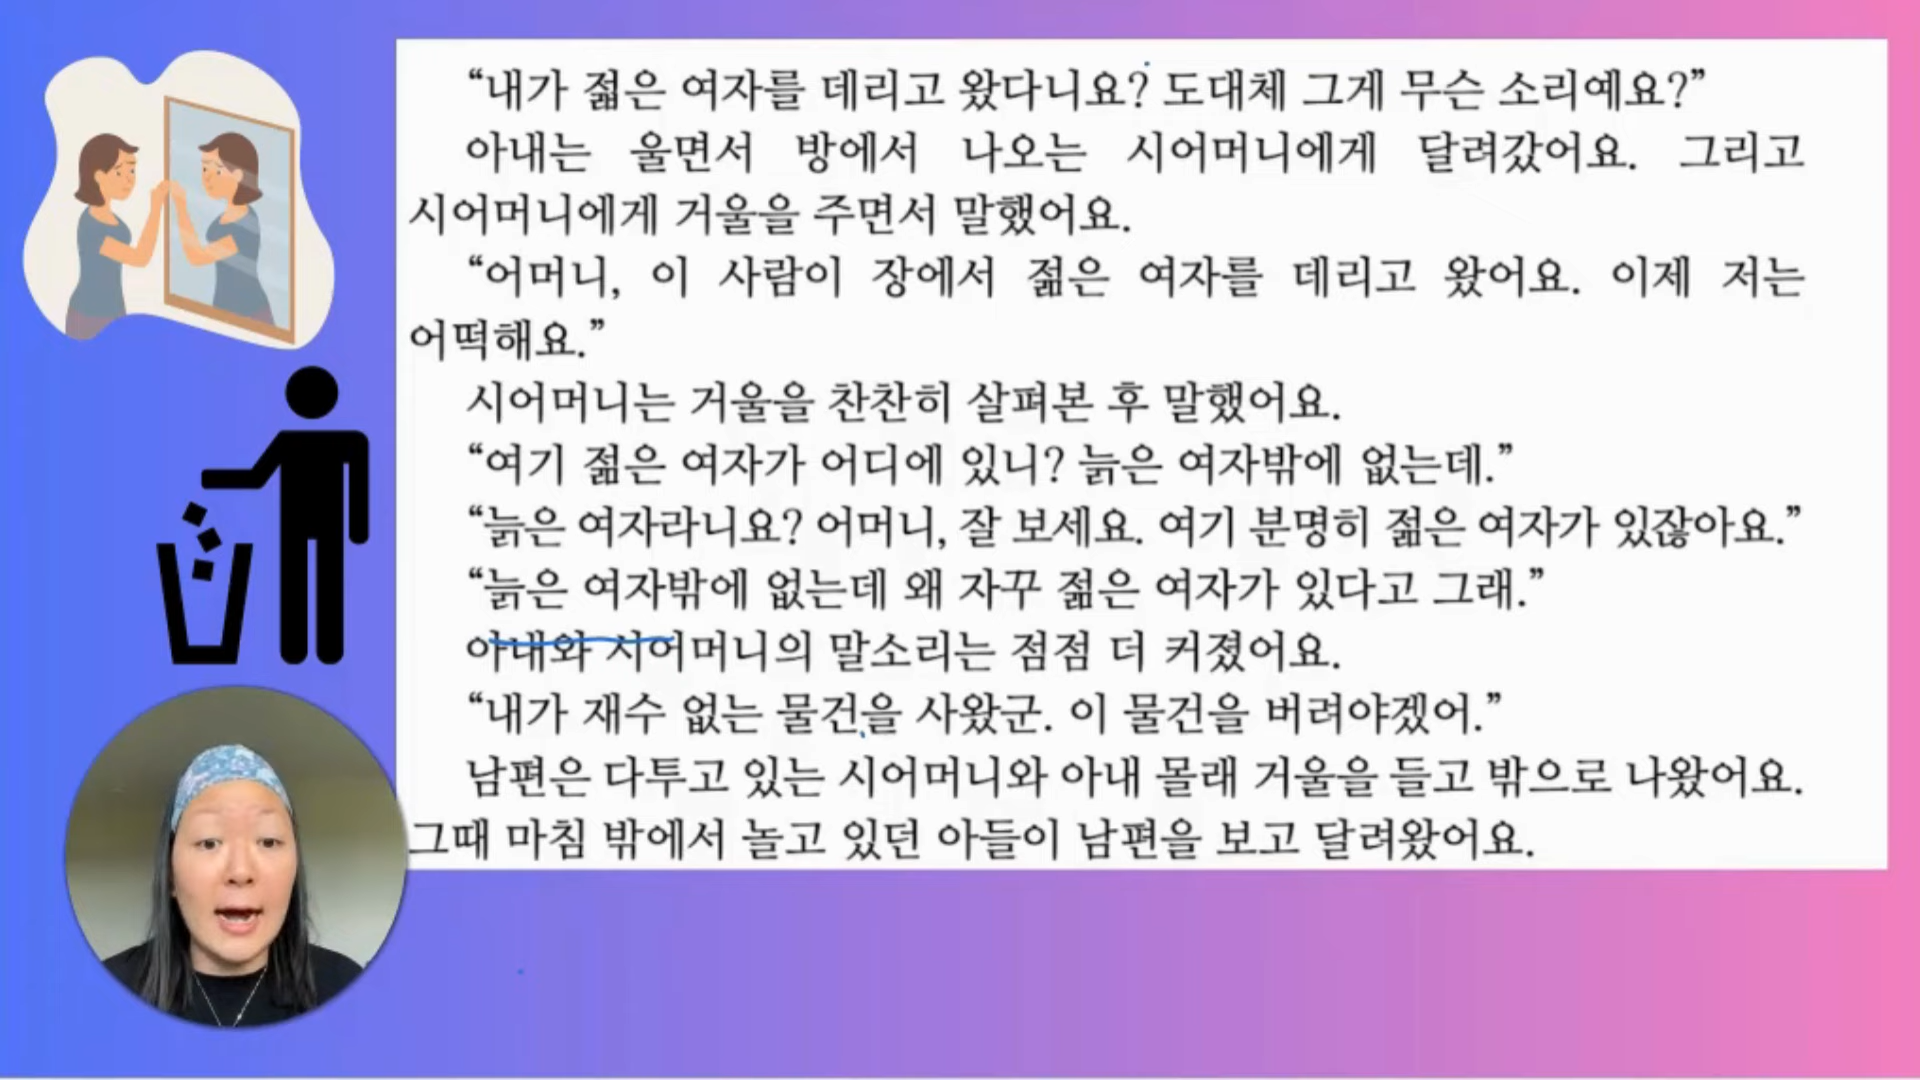 “내가 젊은 여자를 데리고 왔다니요? 도대체 그게 무슨 소리예요?”
아내는 울면서 방에서 나오는 시어머니에게 달려갔어요. 그리고
시어머니에게 거울을 주면서 말했어요.
“어머니, 이 사람이 장에서 젊은 여자를 데리고 왔어요. 이제 저는
어떡해요.”
시어머니는 거울을 찬찬히 살펴본 후 말했어요.
“여기 젊은 여자가 어디에 있니? 늙은 여자밖에 없는데.”
“늙은 여자라니요? 어머니, 잘 보세요. 여기 분명히 젊은 여자가 있잖아요.”
“늙은 여자밖에 없는데 왜 자꾸 젊은 여자가 있다고 그래.”
아내와 시어머니의 말소리는 점점 더 커졌어요.
“내가 재수 없는 물건을 사왔군. 이 물건을 버려야겠어.”
남편은 다투고 있는 시어머니와 아내 몰래 거울을 들고 밖으로 나왔어요.
그때 마침 밖에서 놀고 있던 아들이 남편을 보고 달려왔어요.